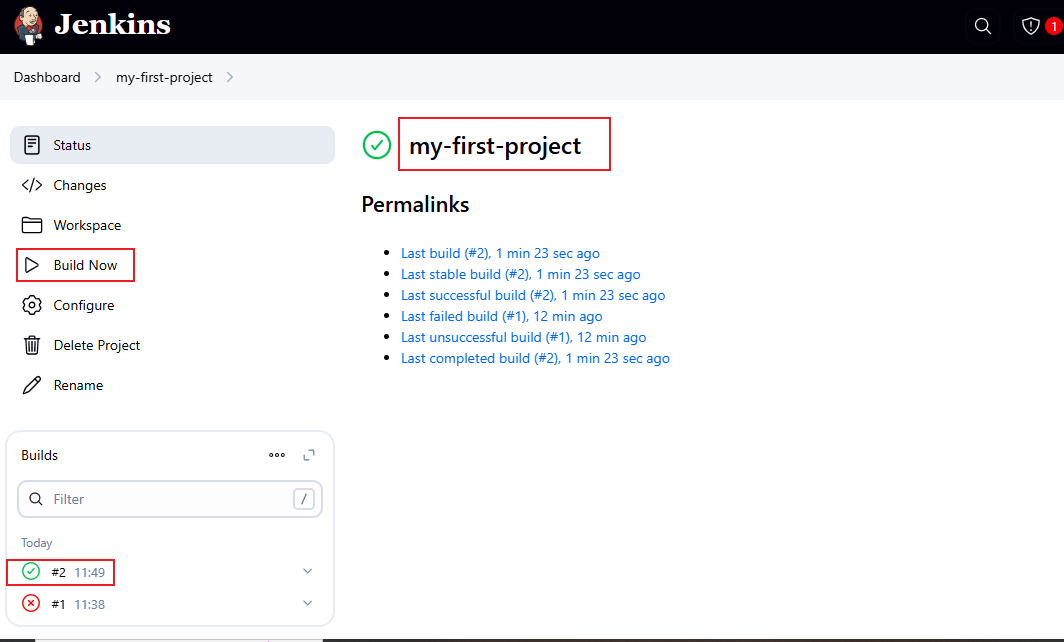 Jenkins
1
Dashboard > my-first-project >
Status
Changes
Workspace
Build Now
Configure
Delete Project
Rename
my-first-project
Permalinks
Last build (#2), 1 min 23 sec ago
Last stable build (#2), 1 min 23 sec ago
Last successful build (#2), 1 min 23 sec ago
Last failed build (#1), 12 min ago
Last unsuccessful build (#1), 12 min ago
Last completed build (#2), 1 min 23 sec ago
Builds
Filter /
Today
#2 11:49
#1 11:38